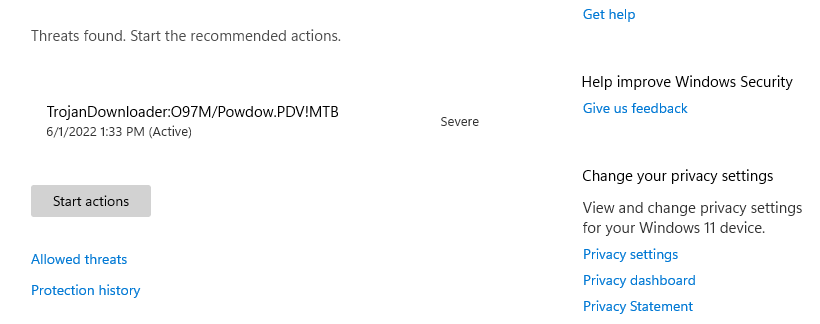 Threats found. Start the recommended actions.
TrojanDownloader:O97M/Powdow.PDV!MTB
6/1/2022 1:33 PM (Active)
Severe
Start actions
Allowed threats
Protection history
Get help
Help improve Windows Security
Give us feedback
Change your privacy settings
View and change privacy settings
for your Windows 11 device.
Privacy settings
Privacy dashboard
Privacy Statement